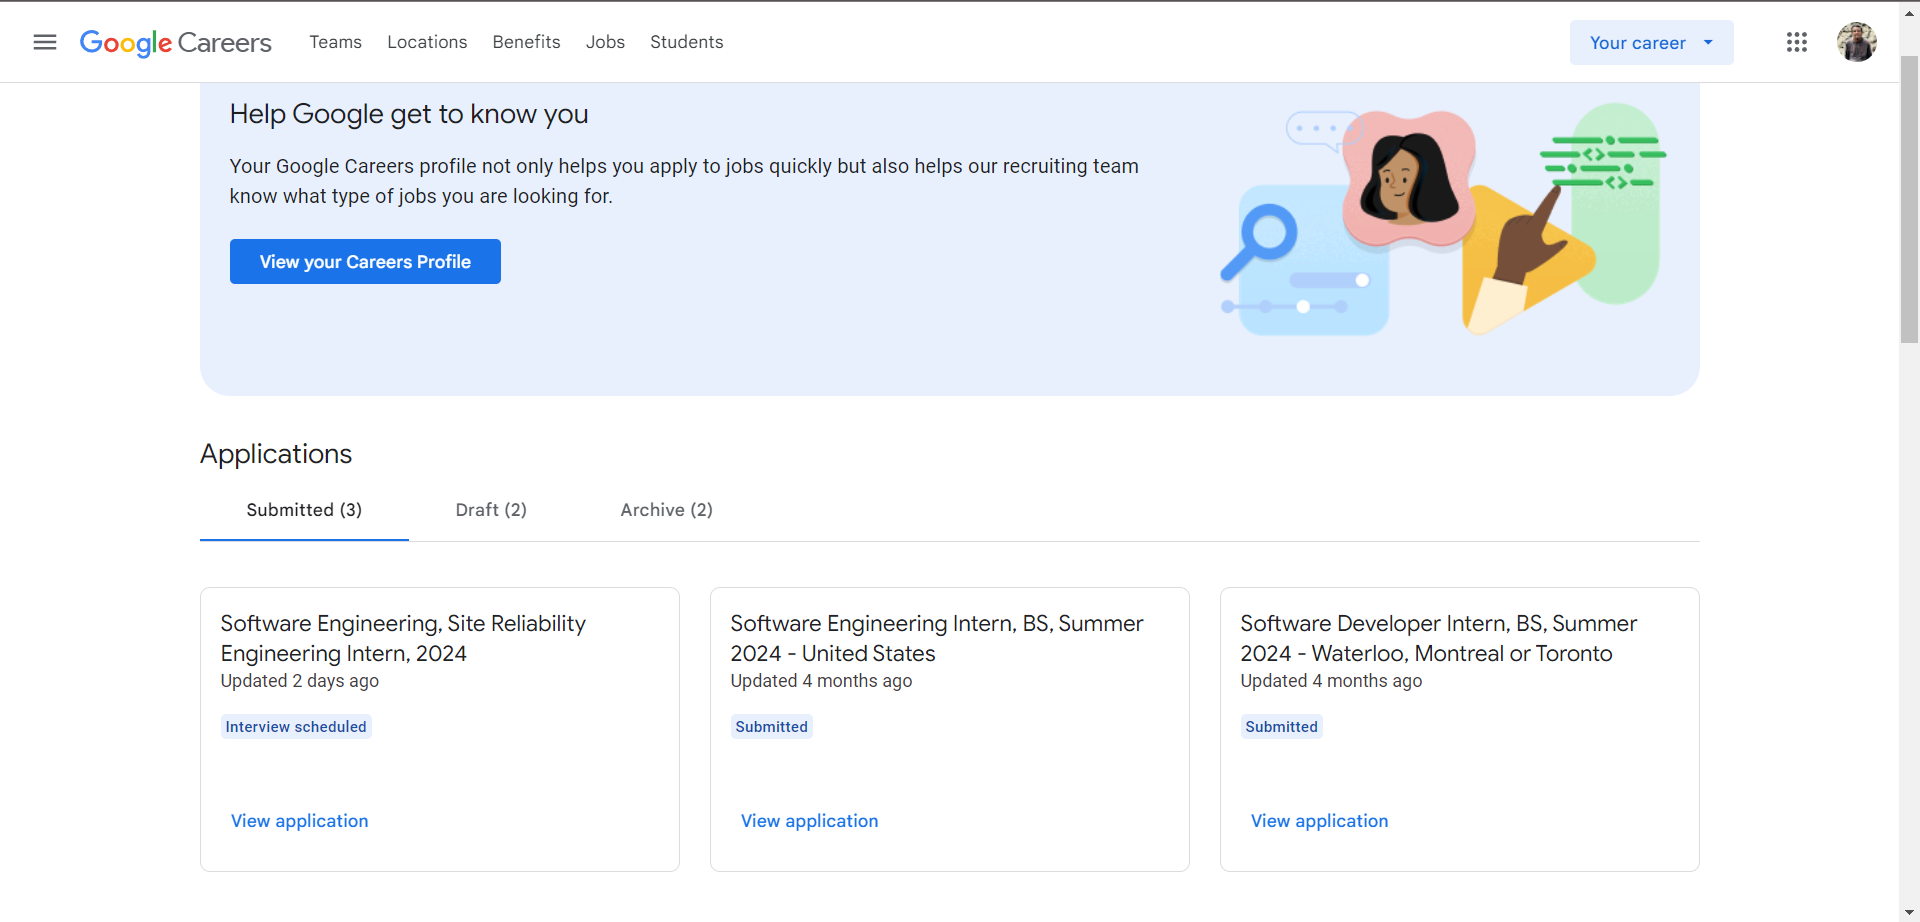 Google Careers Teams Locations Benefits Jobs Students Your career
Help Google get to know you
Your Google Careers profile not only helps you apply to jobs quickly but also helps our recruiting team
know what type of jobs you are looking for.
View your Careers Profile
Applications
Submitted (3) Draft (2) Archive (2)
Software Engineering, Site Reliability
Engineering Intern, 2024
Updated 2 days ago
Interview scheduled
View application
Software Engineering Intern, BS, Summer
2024 - United States
Updated 4 months ago
Submitted
View application
Software Developer Intern, BS, Summer
2024 - Waterloo, Montreal or Toronto
Updated 4 months ago
Submitted
View application